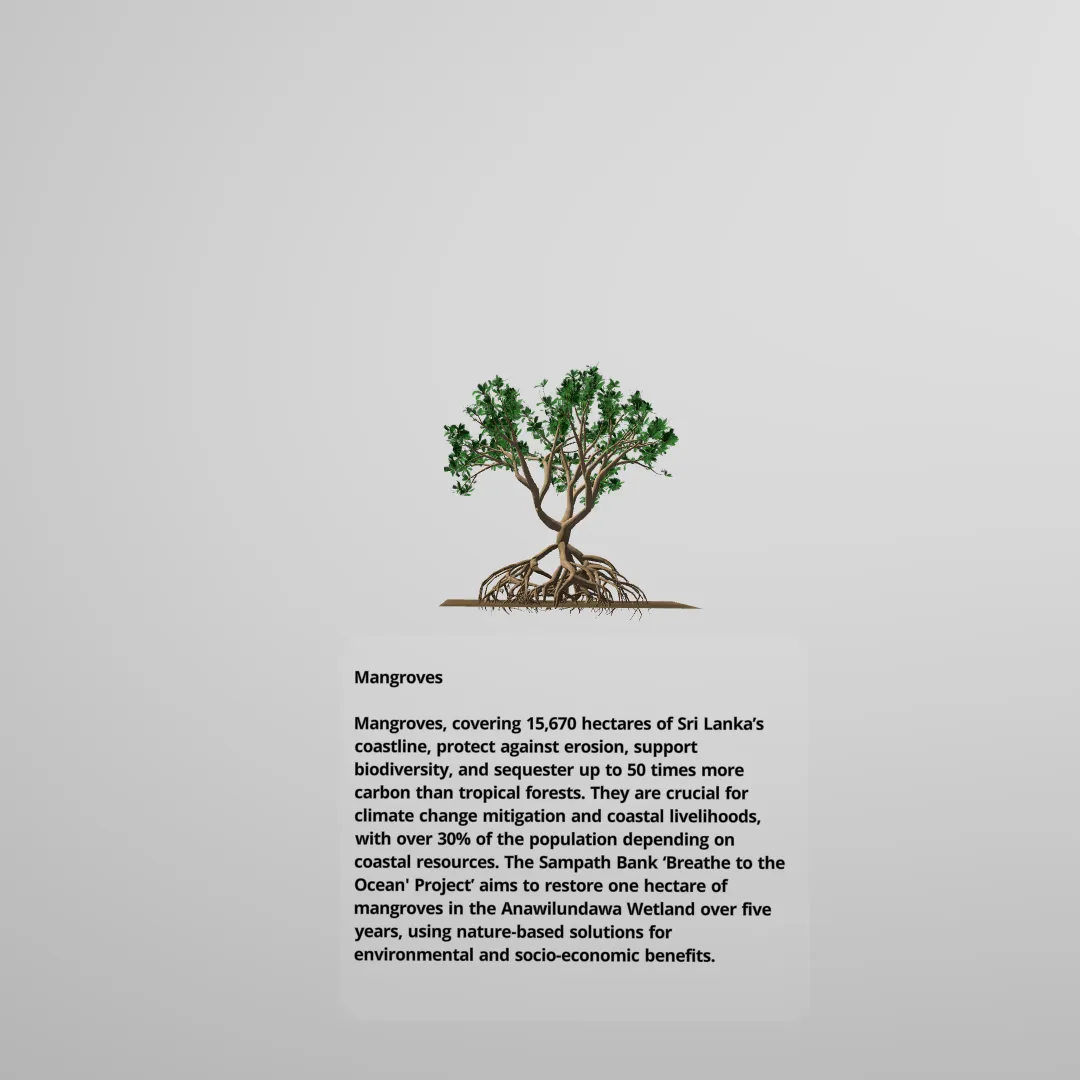 Mangroves
Mangroves, covering 15,670 hectares of Sri Lanka’s
coastline, protect against erosion, support
biodiversity, and sequester up to 50 times more
carbon than tropical forests. They are crucial for
climate change mitigation and coastal livelihoods,
with over 30% of the population depending on
coastal resources. The Sampath Bank ‘Breathe to the
Ocean' Project’ aims to restore one hectare of
mangroves in the Anawilundawa Wetland over five
years, using nature-based solutions for
environmental and socio-economic benefits.